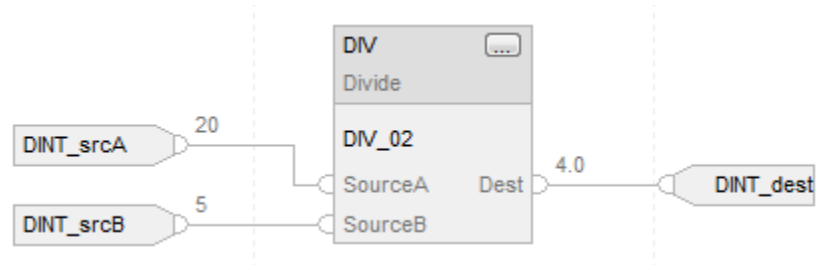 DIV ...
Divide
20
DINT_srcA
DIV_02
4.0
SourceA Dest
DINT_dest
5
DINT_srcB
SourceB